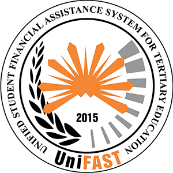 UNIFIED STUDENT FINANCIAL ASSISTANCE SYSTEM FOR TERTIARY EDUCATION
2015
UniFAST